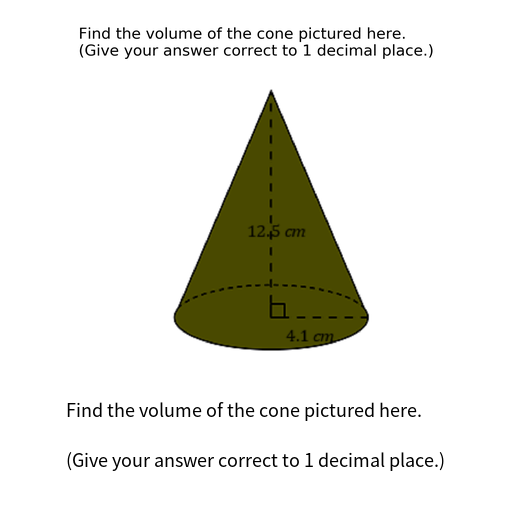 Find the volume of the cone pictured here.
(Give your answer correct to 1 decimal place.)
12.5 cm
4.1 cm
Find the volume of the cone pictured here.
(Give your answer correct to 1 decimal place.)